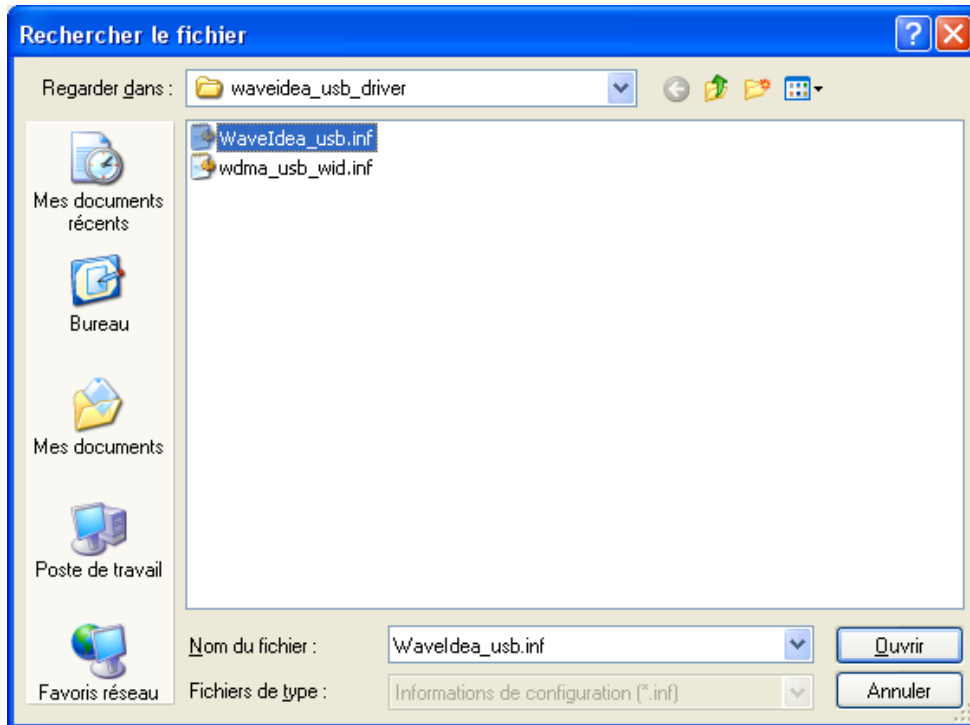 Rechercher le fichier
Regarder dans :
waveidea_usb_driver
WaveIdea_usb.inf
wdma_usb_wid.inf
Mes documents
récents
Bureau
Mes documents
Poste de travail
Favoris réseau
Nom du fichier :
WaveIdea_usb.inf
Ouvrir
Fichiers de type :
Informations de configuration (*.inf)
Annuler